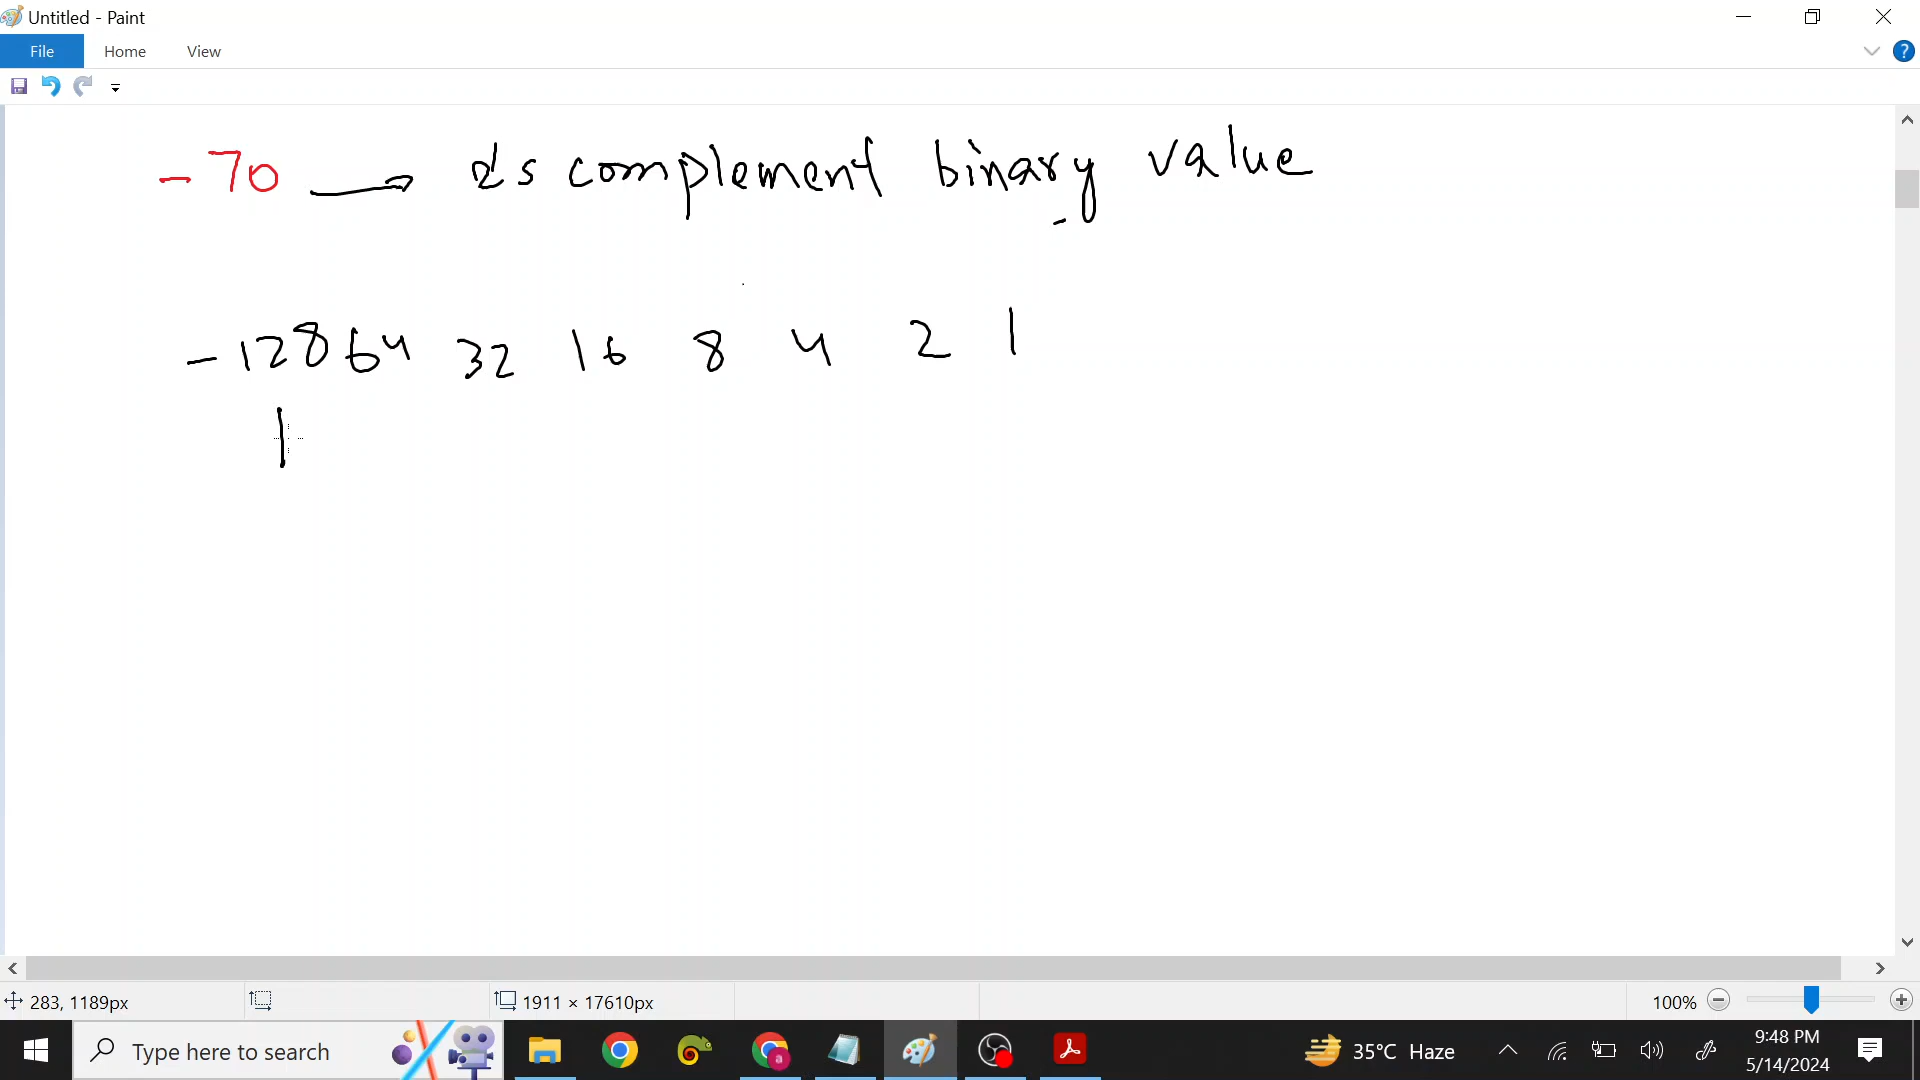 Untitled - Paint
File Home View
-70 → 2s complement binary value
-128 64 32 16 8 4 2 1
1
283, 1189px 1911 × 17610px 100%
Type here to search 35°C Haze 9:48 PM
5/14/2024